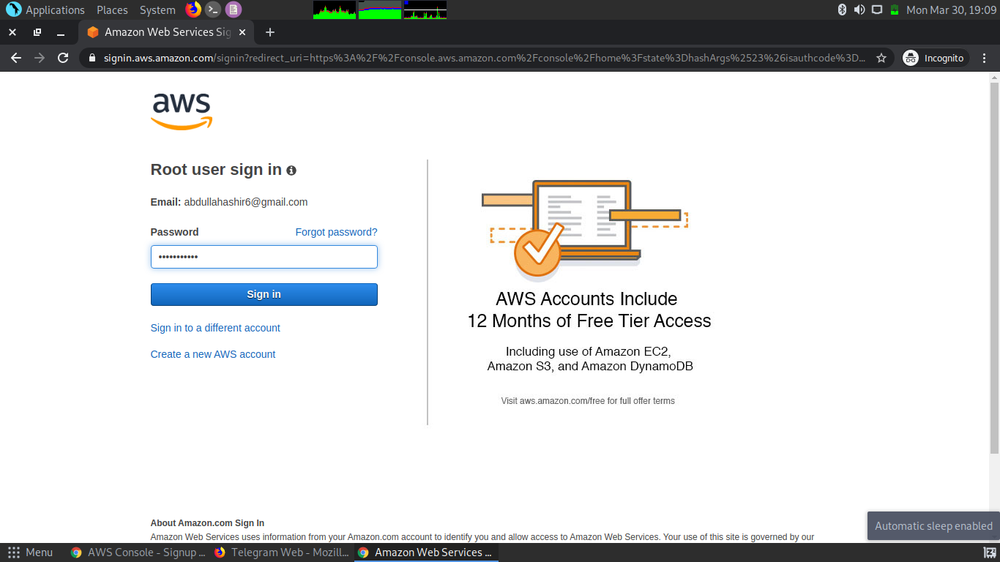 Applications Places System Mon Mar 30, 19:09
Amazon Web Services Sig
signin.aws.amazon.com/signin?redirect_uri=https%3A%2F%2Fconsole.aws.amazon.com%2Fconsole%2Fhome%3Fstate%3DhashArgs%2523%26isauthcode%3D... Incognito
aws
Root user sign in
Email: abdullahashir6@gmail.com
Password Forgot password?
•••••••••••
Sign in
Sign in to a different account
Create a new AWS account
AWS Accounts Include
12 Months of Free Tier Access
Including use of Amazon EC2,
Amazon S3, and Amazon DynamoDB
Visit aws.amazon.com/free for full offer terms
About Amazon.com Sign In
Amazon Web Services uses information from your Amazon.com account to identify you and allow access to Amazon Web Services. Your use of this site is governed by our
Automatic sleep enabled
Menu AWS Console - Signup ... Telegram Web - Mozill... Amazon Web Services ...